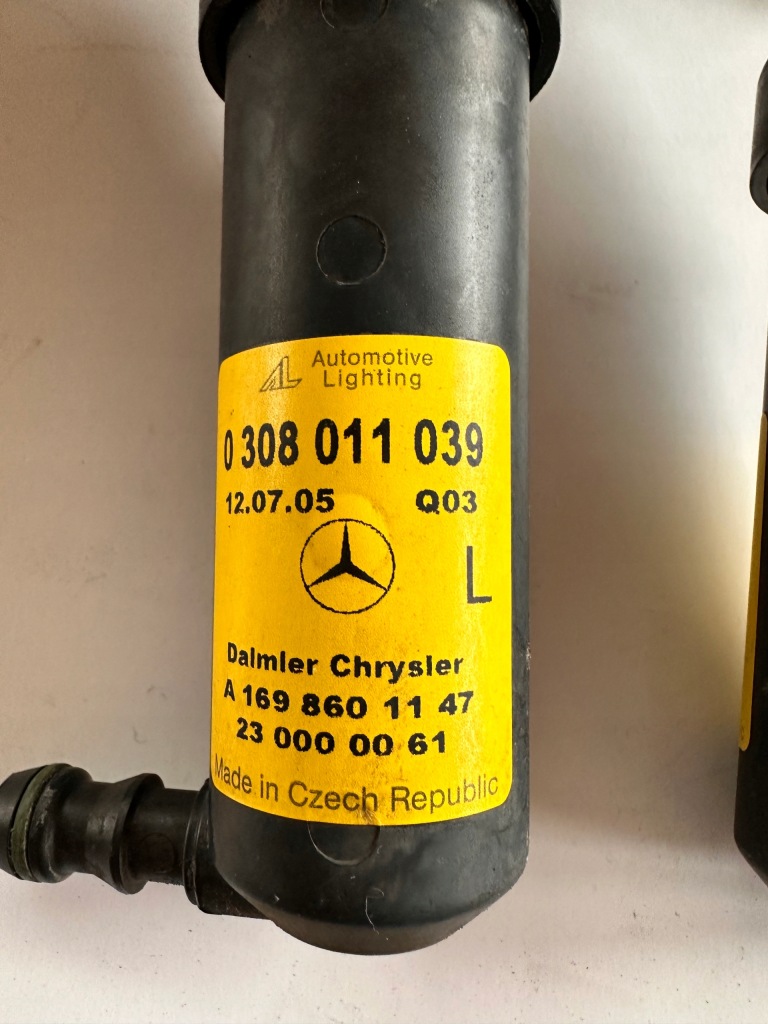 AL Automotive
Lighting
0 308 011 039
12.07.05 Q03
L
Daimler Chrysler
A 169 860 11 47
23 000 00 61
Made in Czech Republic